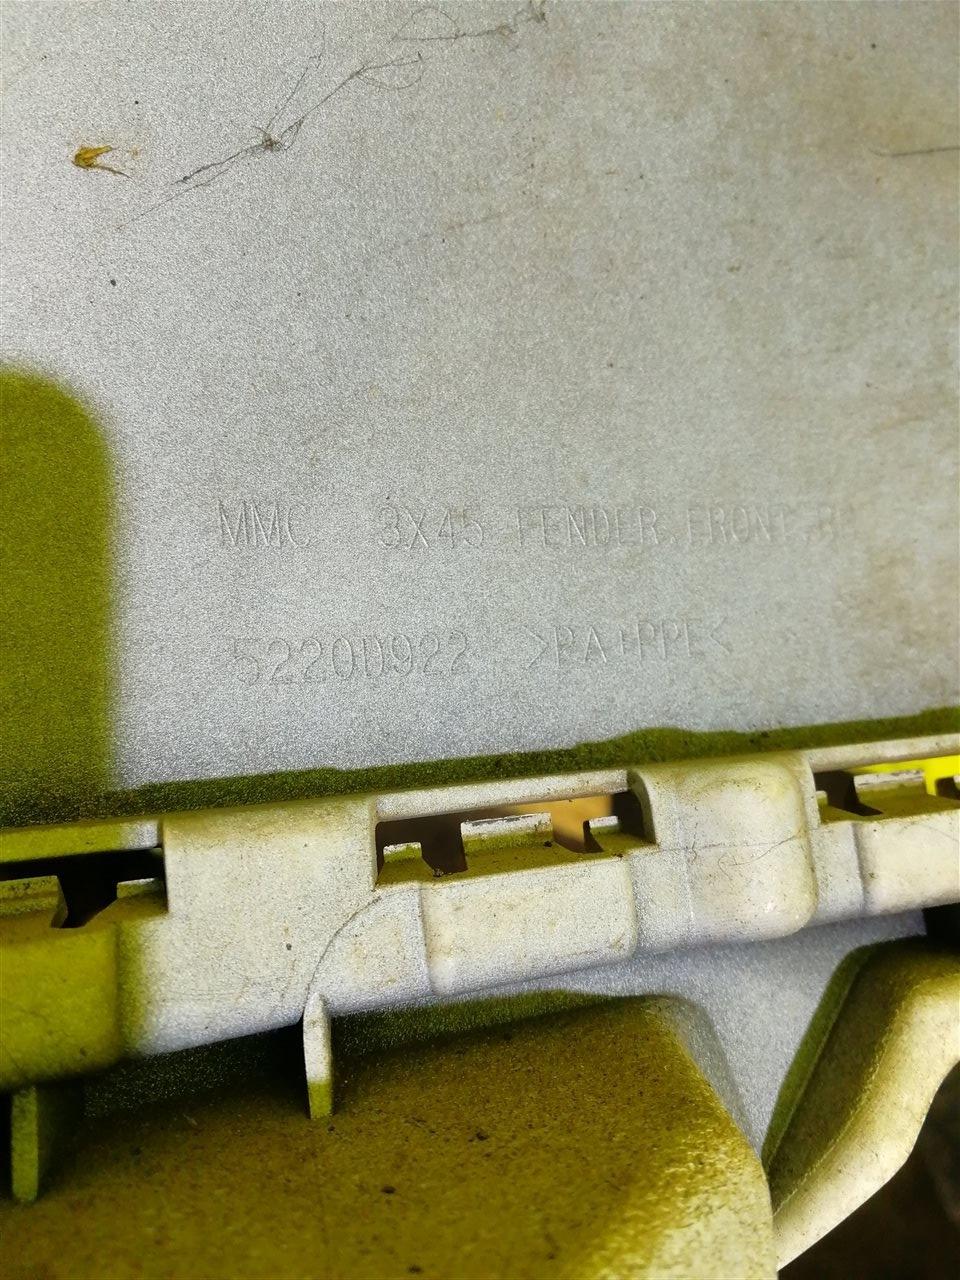 MMC 3X45 FENDER,FRONT,R
5220D922 >PA+PPE<